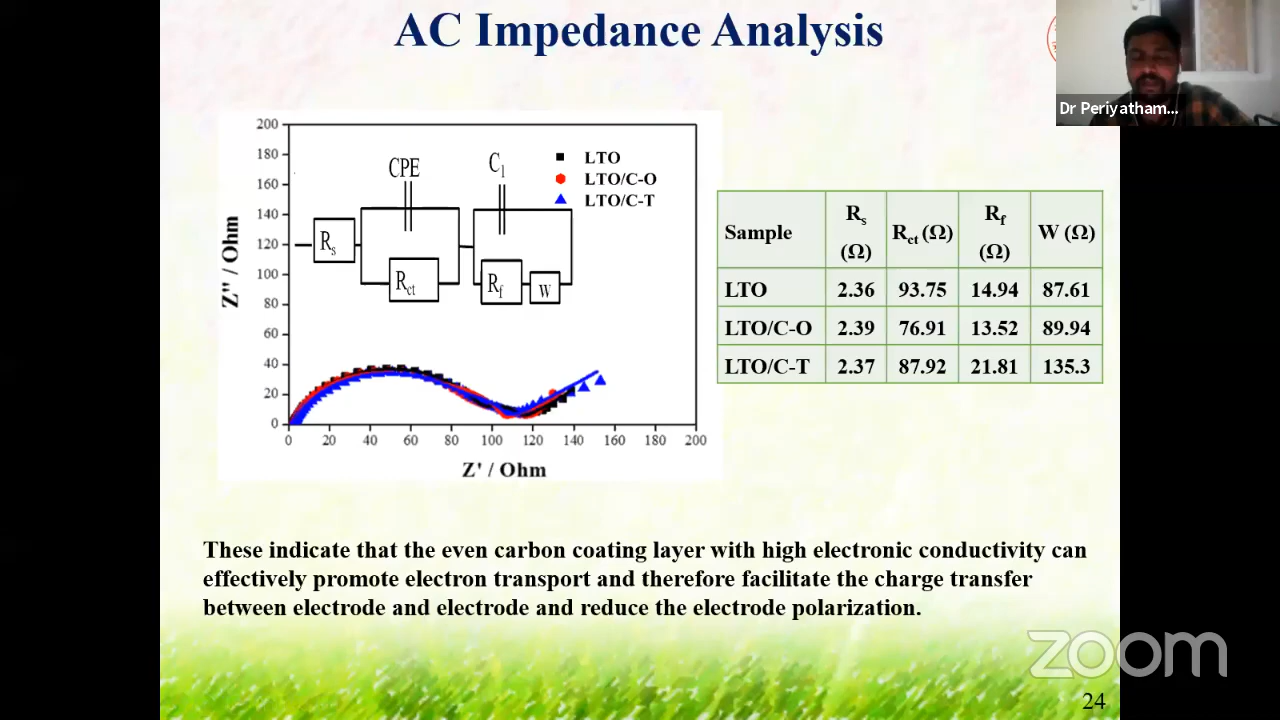 AC Impedance Analysis
Dr Periyatham...
200
180
160
140
120
100
80
60
40
20
0
Z" / Ohm
0 20 40 60 80 100 120 140 160 180 200
Z' / Ohm
CPE
C1
Rs
Rct
Rf
W
LTO
LTO/C-O
LTO/C-T
Sample Rs (Ω) Rct (Ω) Rf (Ω) W (Ω)
LTO 2.36 93.75 14.94 87.61
LTO/C-O 2.39 76.91 13.52 89.94
LTO/C-T 2.37 87.92 21.81 135.3
These indicate that the even carbon coating layer with high electronic conductivity can
effectively promote electron transport and therefore facilitate the charge transfer
between electrode and electrode and reduce the electrode polarization.
zoom
24